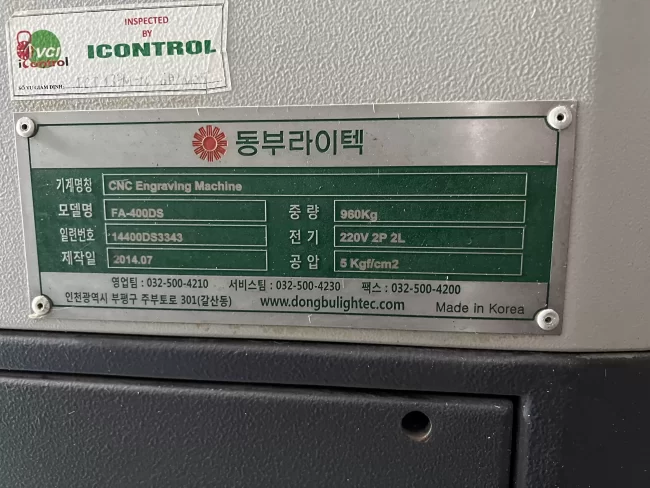 INSPECTED
BY
ICONTROL
VCI
iControl
SỐ VỤ GIÁM ĐỊNH:
동부라이텍
기계명칭 CNC Engraving Machine
모델명 FA-400DS 중 량 960Kg
일련번호 14400DS3343 전 기 220V 2P 2L
제작일 2014.07 공 압 5 Kgf/cm2
영업팀 : 032-500-4210 서비스팀 : 032-500-4230 팩스 : 032-500-4200
인천광역시 부평구 주부토로 301(갈산동) www.dongbulightec.com Made in Korea